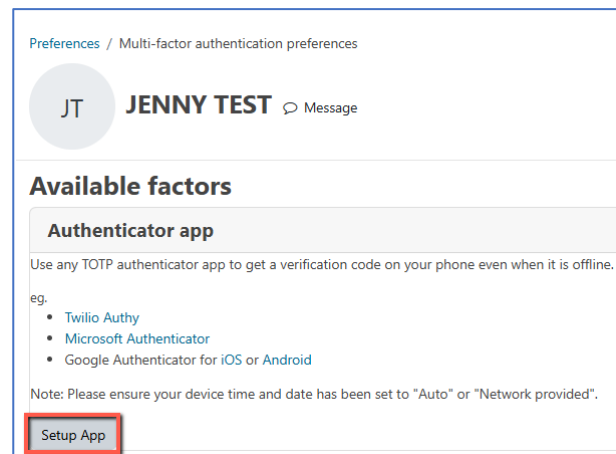 Preferences / Multi-factor authentication preferences
JT
JENNY TEST Message
Available factors
Authenticator app
Use any TOTP authenticator app to get a verification code on your phone even when it is offline.
eg.
• Twilio Authy
• Microsoft Authenticator
• Google Authenticator for iOS or Android
Note: Please ensure your device time and date has been set to "Auto" or "Network provided".
Setup App